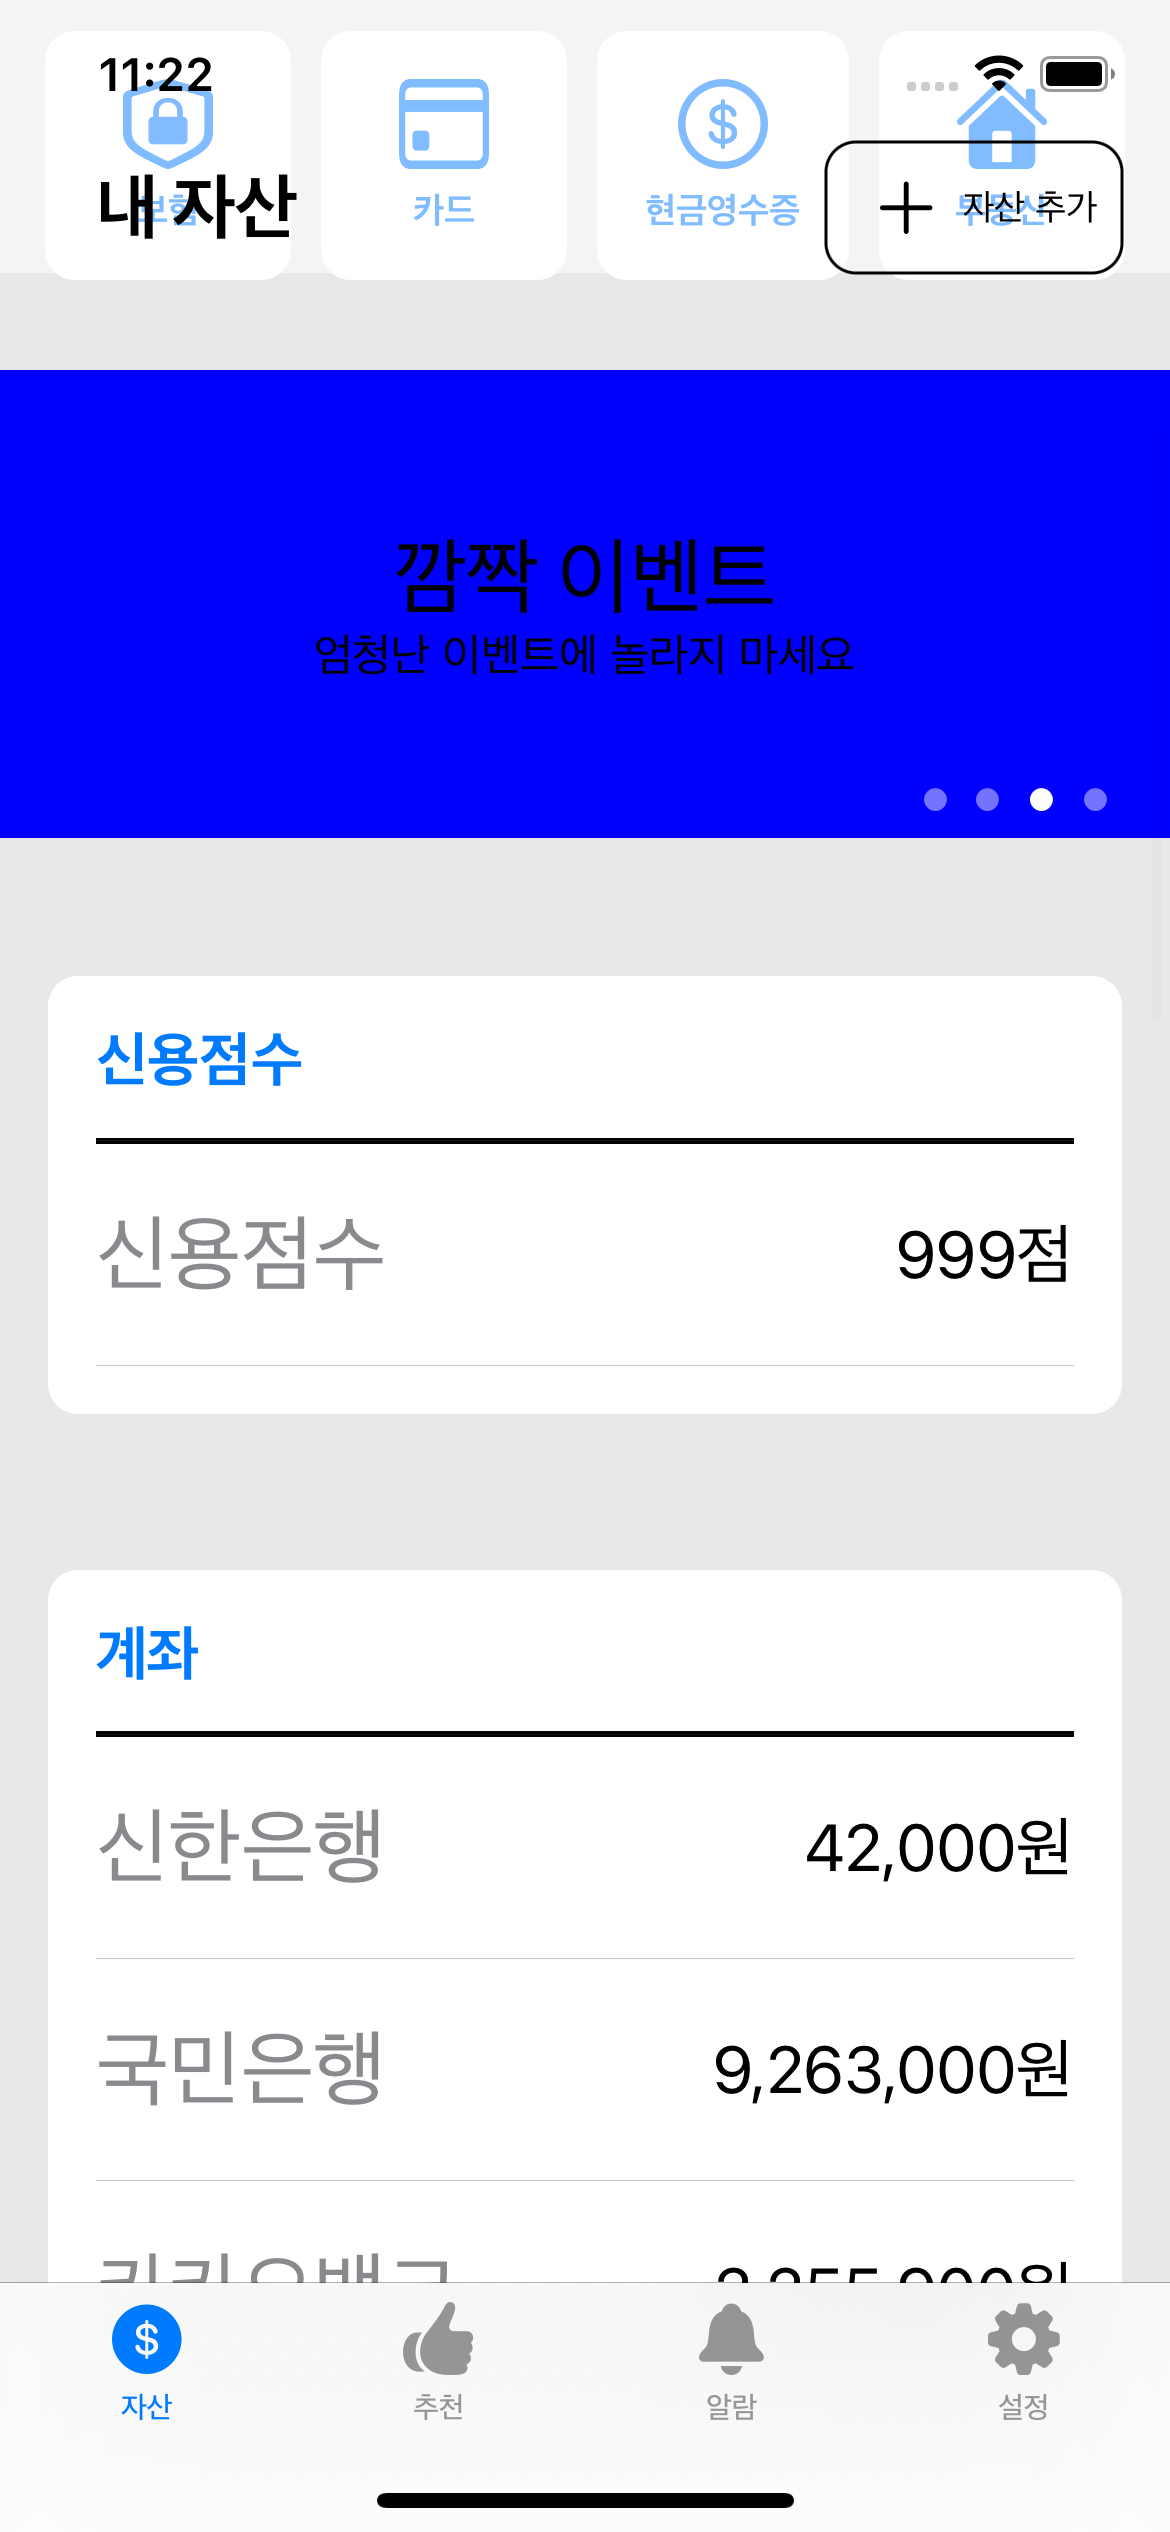 11:22
보험
카드
현금영수증
부동산
내 자산
자산 추가
깜짝 이벤트
엄청난 이벤트에 놀라지 마세요
신용점수
신용점수 999점
계좌
신한은행 42,000원
국민은행 9,263,000원
자산
추천
알람
설정